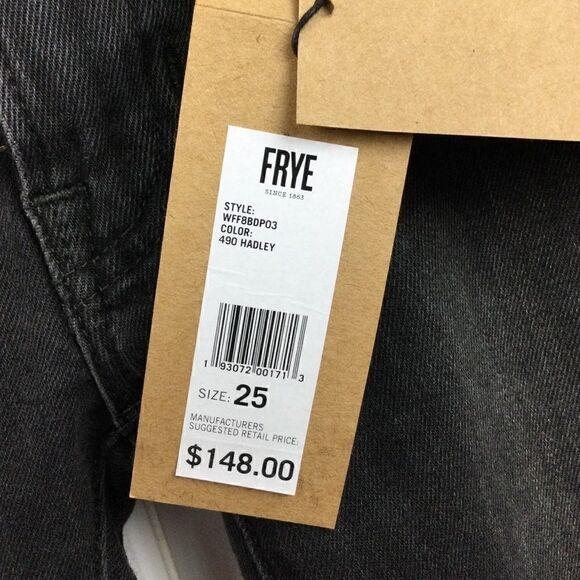 FRYE
SINCE 1863
STYLE:
WFF8BDP03
COLOR:
490 HADLEY
1 93072 00171 3
SIZE: 25
MANUFACTURERS
SUGGESTED RETAIL PRICE:
$148.00